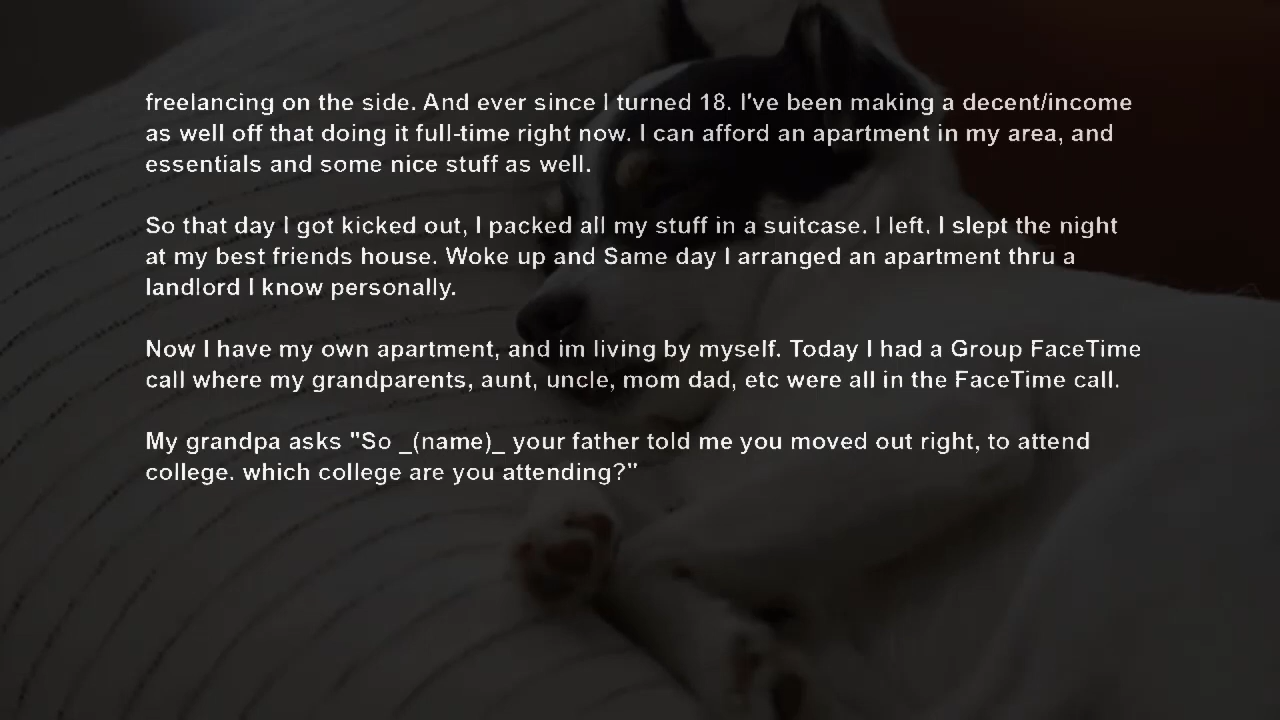 freelancing on the side. And ever since I turned 18. I've been making a decent/income
as well off that doing it full-time right now. I can afford an apartment in my area, and
essentials and some nice stuff as well.
So that day I got kicked out, I packed all my stuff in a suitcase. I left. I slept the night
at my best friends house. Woke up and Same day I arranged an apartment thru a
landlord I know personally.
Now I have my own apartment, and im living by myself. Today I had a Group FaceTime
call where my grandparents, aunt, uncle, mom dad, etc were all in the FaceTime call.
My grandpa asks "So _(name)_ your father told me you moved out right, to attend
college. which college are you attending?"